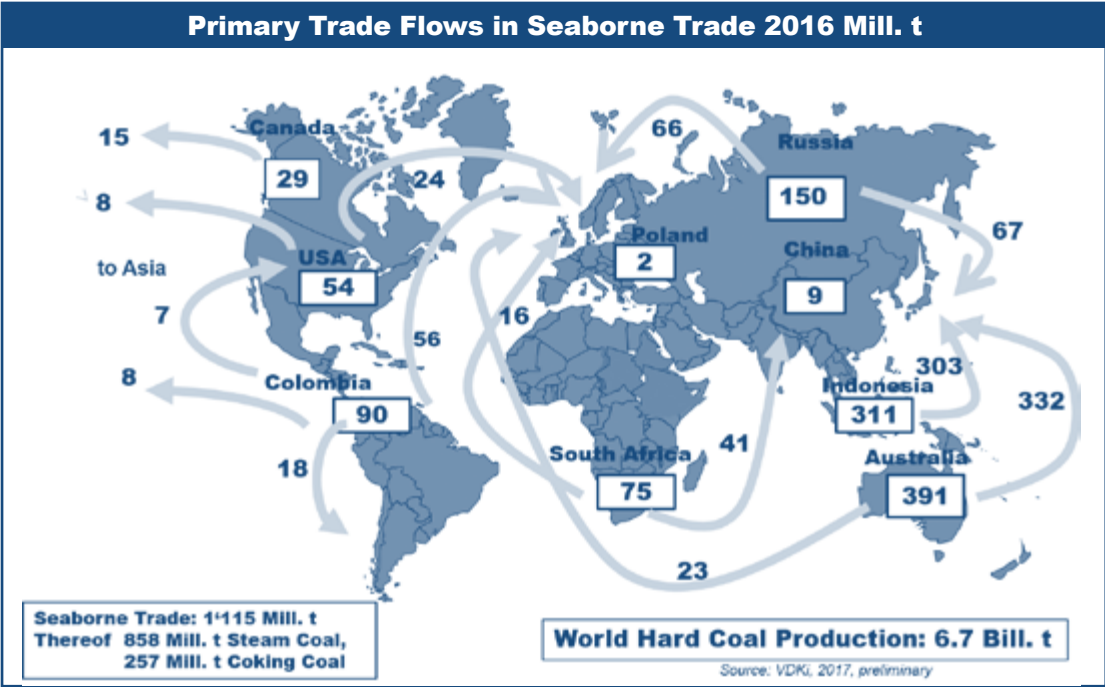 Primary Trade Flows in Seaborne Trade 2016 Mill. t
Canada
15
29
24
66
Russia
150
8
67
to Asia
USA
54
Poland
2
China
9
7
56
16
303
8
Colombia
90
Indonesia
311
332
18
South Africa
75
41
Australia
391
23
Seaborne Trade: 1'115 Mill. t
Thereof 858 Mill. t Steam Coal,
257 Mill. t Coking Coal
World Hard Coal Production: 6.7 Bill. t
Source: VDKi, 2017, preliminary